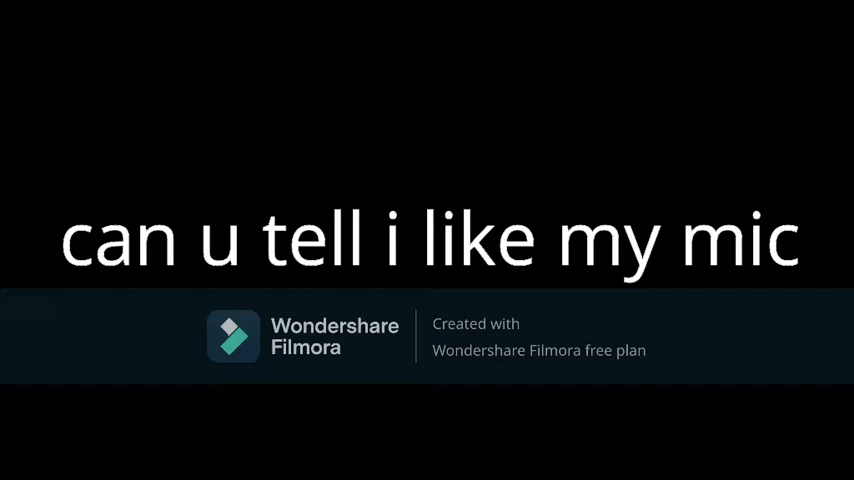 can u tell i like my mic
Wondershare
Filmora
Created with
Wondershare Filmora free plan